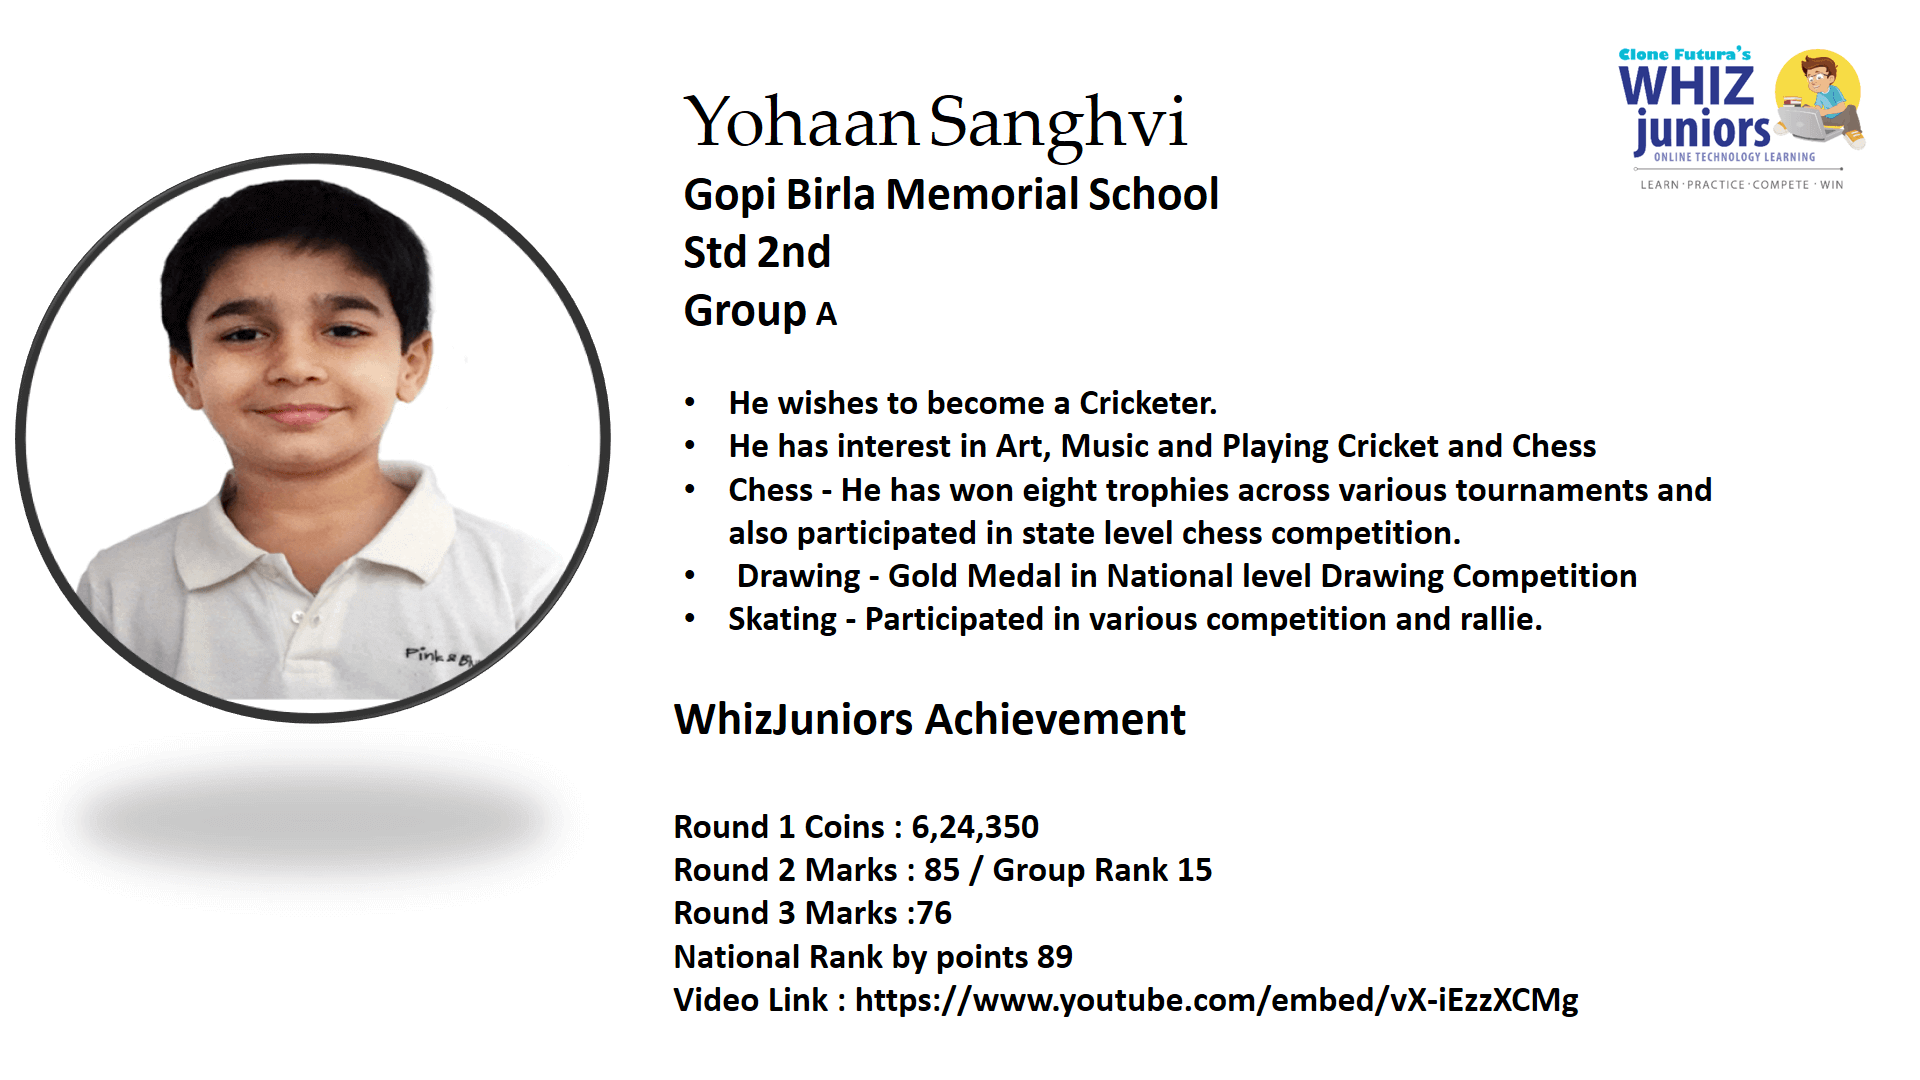 Clone Futura's
WHIZ
juniors
ONLINE TECHNOLOGY LEARNING
LEARN · PRACTICE · COMPETE · WIN
Yohaan Sanghvi
Gopi Birla Memorial School
Std 2nd
Group A
• He wishes to become a Cricketer.
• He has interest in Art, Music and Playing Cricket and Chess
• Chess - He has won eight trophies across various tournaments and
also participated in state level chess competition.
• Drawing - Gold Medal in National level Drawing Competition
• Skating - Participated in various competition and rallie.
Pink &
WhizJuniors Achievement
Round 1 Coins : 6,24,350
Round 2 Marks : 85 / Group Rank 15
Round 3 Marks :76
National Rank by points 89
Video Link : https://www.youtube.com/embed/vX-iEzzXCMg